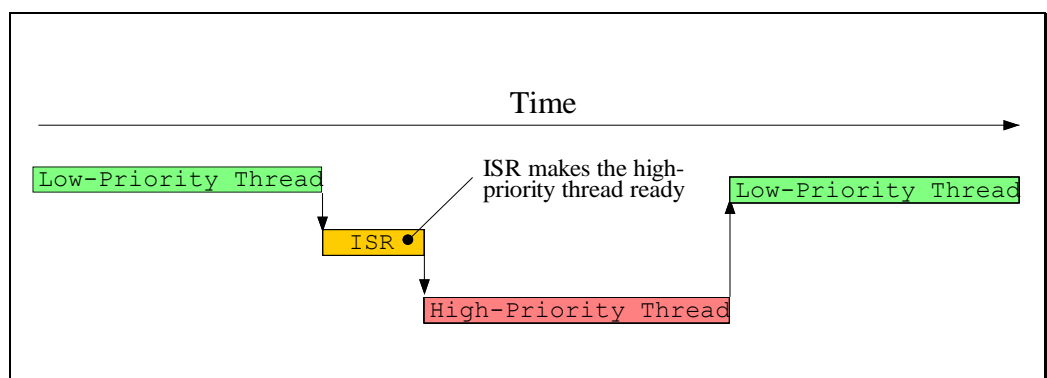 Time
Low-Priority Thread
ISR makes the high-
priority thread ready
Low-Priority Thread
ISR
High-Priority Thread